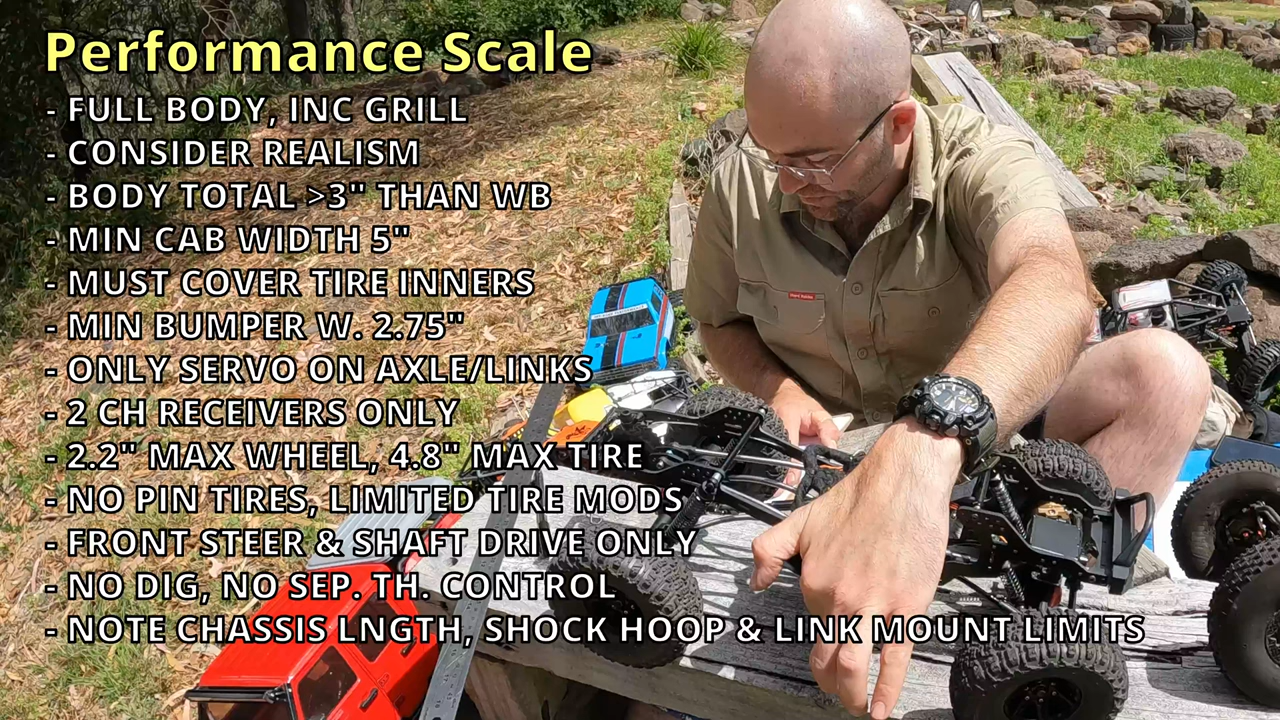 Performance Scale
- FULL BODY, INC GRILL
- CONSIDER REALISM
- BODY TOTAL >3" THAN WB
- MIN CAB WIDTH 5"
- MUST COVER TIRE INNERS
- MIN BUMPER W. 2.75"
- ONLY SERVO ON AXLE/LINKS
- 2 CH RECEIVERS ONLY
- 2.2" MAX WHEEL, 4.8" MAX TIRE
- NO PIN TIRES, LIMITED TIRE MODS
- FRONT STEER & SHAFT DRIVE ONLY
- NO DIG, NO SEP. TH. CONTROL
- NOTE CHASSIS LNGTH, SHOCK HOOP & LINK MOUNT LIMITS